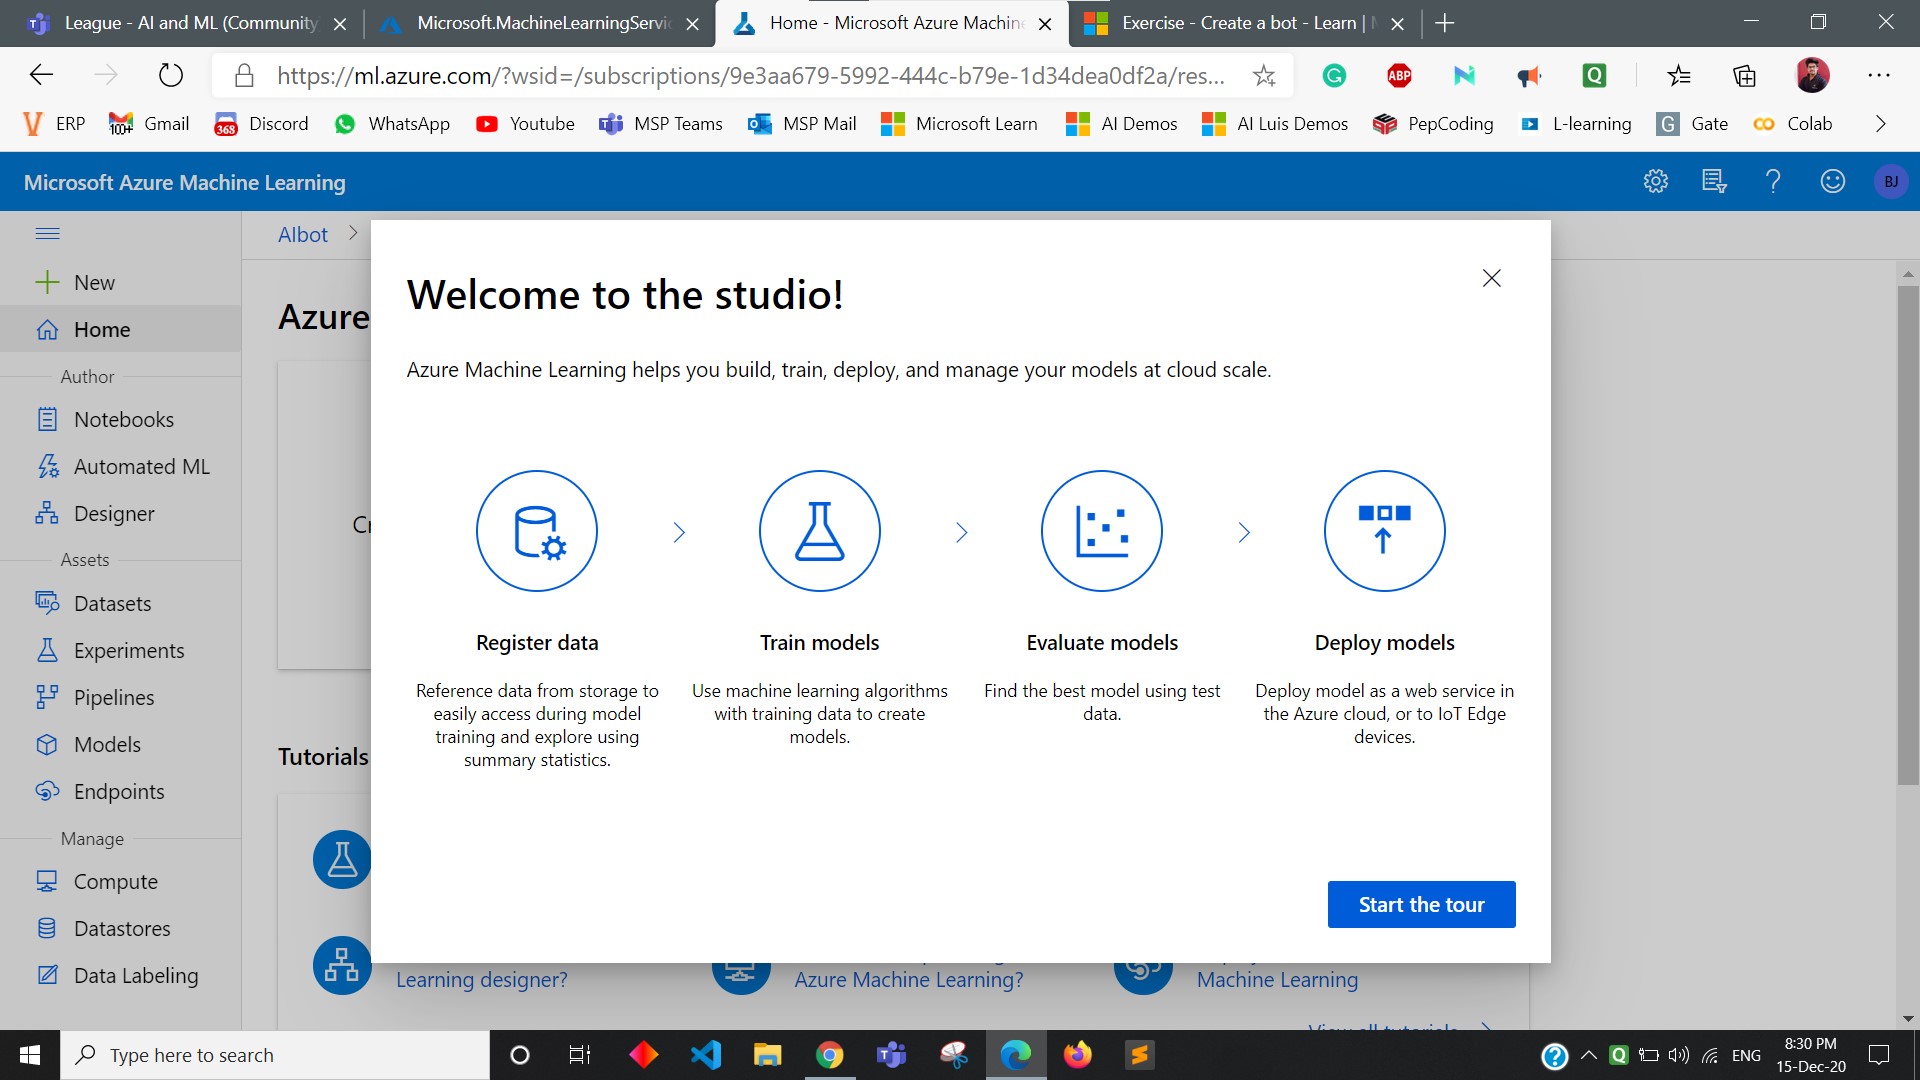 League - AI and ML (Community
Microsoft.MachineLearningServic
Home - Microsoft Azure Machine
Exercise - Create a bot - Learn |
https://ml.azure.com/?wsid=/subscriptions/9e3aa679-5992-444c-b79e-1d34dea0df2a/res...
ABP
Q
ERP
100+
Gmail
368
Discord
WhatsApp
Youtube
MSP Teams
MSP Mail
Microsoft Learn
AI Demos
AI Luis Demos
PepCoding
L-learning
G
Gate
Colab
Microsoft Azure Machine Learning
BJ
AIbot
New
Home
Author
Notebooks
Automated ML
Designer
Assets
Datasets
Experiments
Pipelines
Models
Endpoints
Manage
Compute
Datastores
Data Labeling
Azure
Cr
Tutorials
Welcome to the studio!
Azure Machine Learning helps you build, train, deploy, and manage your models at cloud scale.
Register data
Reference data from storage to
easily access during model
training and explore using
summary statistics.
Train models
Use machine learning algorithms
with training data to create
models.
Evaluate models
Find the best model using test
data.
Deploy models
Deploy model as a web service in
the Azure cloud, or to IoT Edge
devices.
Start the tour
Learning designer?
Azure Machine Learning?
Machine Learning
View all tutorials
Type here to search
ENG
8:30 PM
15-Dec-20